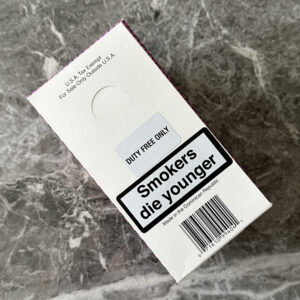 U.S.A. Tax Exempt
For Sale Only Outside U.S.A.
DUTY FREE ONLY
Smokers
die younger
Made in the Dominican Republic